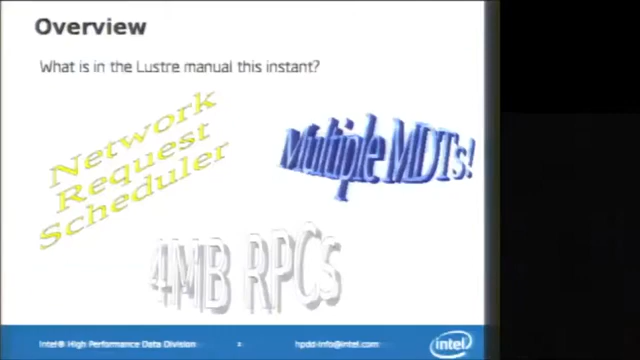 Overview
What is in the Lustre manual this instant?
Network
Request
Scheduler
Multiple MDTs!
4MB RPCs
Intel® High Performance Data Division
hpdd-info@intel.com
intel